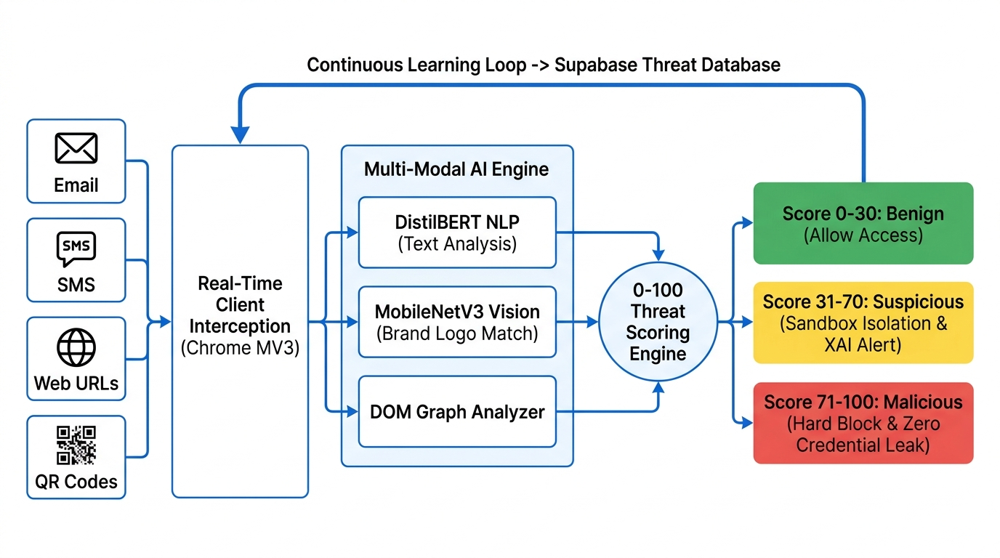 Continuous Learning Loop -> Supabase Threat Database
Email
SMS
SMS
Web URLs
QR Codes
Real-Time
Client
Interception
(Chrome MV3)
Multi-Modal AI Engine
DistilBERT NLP
(Text Analysis)
MobileNetV3 Vision
(Brand Logo Match)
DOM Graph Analyzer
0-100
Threat
Scoring
Engine
Score 0-30: Benign
(Allow Access)
Score 31-70: Suspicious
(Sandbox Isolation &
XAI Alert)
Score 71-100: Malicious
(Hard Block & Zero
Credential Leak)